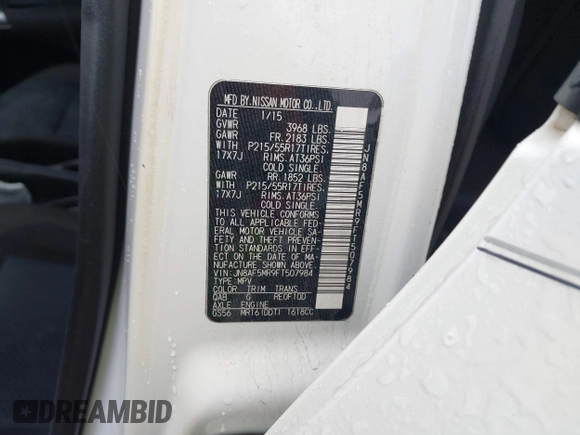 MFD BY.NISSAN MOTOR CO.,LTD.
DATE 1/15
GVWR 3968 LBS.
GAWR FR.2183 LBS.
P215/55R17TIRES.
17X7J RIMS.AT36PSI
COLD SINGLE.
GAWR RR.1852 LBS.
P215/55R17TIRES.
17X7J RIMS.AT36PSI
COLD SINGLE.
THIS VEHICLE CONFORMS
TO ALL APPLICABLE FED-
ERAL MOTOR VEHICLE SA-
FETY AND THEFT PREVEN-
TION STANDARDS IN EFF-
ECT ON THE DATE OF MA-
NUFACTURE SHOWN ABOVE.
VIN:JN8AF5MR9FT507984
TYPE:MPV
COLOR TRIM TRANS
QAB G RE0F10D
AXLE ENGINE
GS56 MR16(DDT) 1618CC
JN8AF5MR9FT507984
DREAMBID